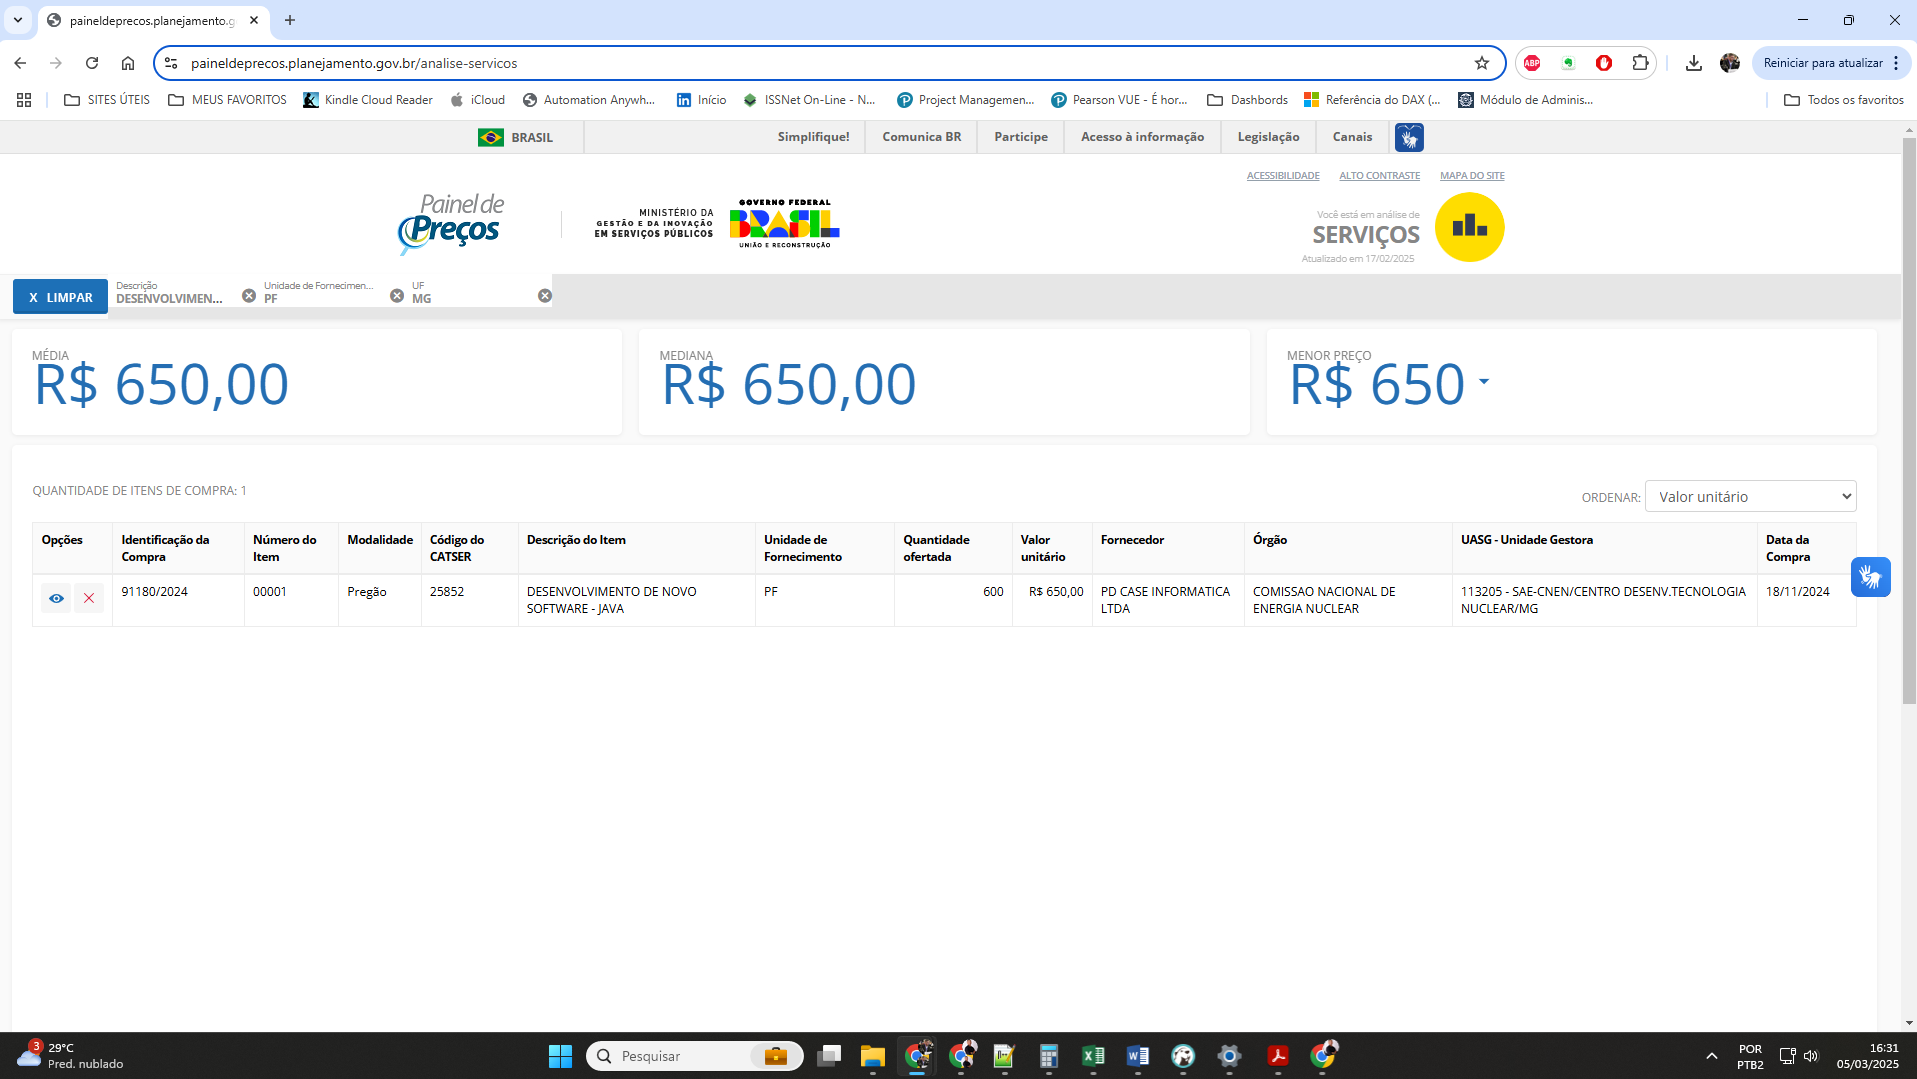 paineldeprecos.planejamento.g
paineldeprecos.planejamento.gov.br/analise-servicos
ABP
Reiniciar para atualizar
SITES ÚTEIS
MEUS FAVORITOS
Kindle Cloud Reader
iCloud
Automation Anywh...
Início
ISSNet On-Line - N...
Project Managemen...
Pearson VUE - É hor...
Dashbords
Referência do DAX (...
Módulo de Adminis...
Todos os favoritos
BRASIL
Simplifique!
Comunica BR
Participe
Acesso à informação
Legislação
Canais
ACESSIBILIDADE
ALTO CONTRASTE
MAPA DO SITE
Painel de
Preços
MINISTÉRIO DA
GESTÃO E DA INOVAÇÃO
EM SERVIÇOS PÚBLICOS
GOVERNO FEDERAL
BRASIL
UNIÃO E RECONSTRUÇÃO
Você está em análise de
SERVIÇOS
Atualizado em 17/02/2025
X LIMPAR
Descrição
DESENVOLVIMEN...
Unidade de Fornecimen...
PF
UF
MG
MÉDIA
R$ 650,00
MEDIANA
R$ 650,00
MENOR PREÇO
R$ 650
QUANTIDADE DE ITENS DE COMPRA: 1
ORDENAR:
Valor unitário
Opções
Identificação da
Compra
Número do
Item
Modalidade
Código do
CATSER
Descrição do Item
Unidade de
Fornecimento
Quantidade
ofertada
Valor
unitário
Fornecedor
Órgão
UASG - Unidade Gestora
Data da
Compra
91180/2024
00001
Pregão
25852
DESENVOLVIMENTO DE NOVO
SOFTWARE - JAVA
PF
600
R$ 650,00
PD CASE INFORMATICA
LTDA
COMISSAO NACIONAL DE
ENERGIA NUCLEAR
113205 - SAE-CNEN/CENTRO DESENV.TECNOLOGIA
NUCLEAR/MG
18/11/2024
3
29°C
Pred. nublado
Pesquisar
POR
PTB2
16:31
05/03/2025